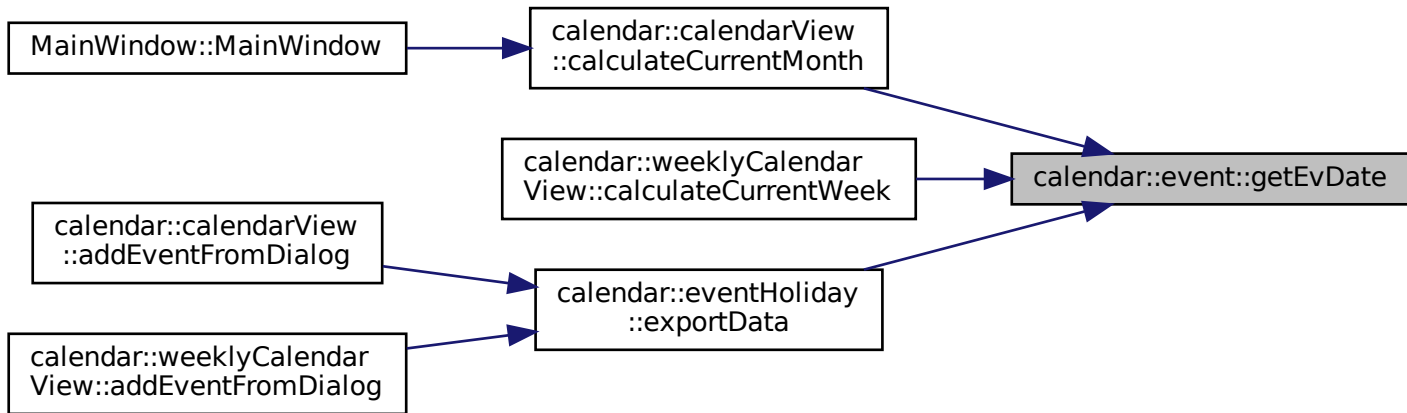 MainWindow::MainWindow
calendar::calendarView
::calculateCurrentMonth
calendar::weeklyCalendar
View::calculateCurrentWeek
calendar::event::getEvDate
calendar::calendarView
::addEventFromDialog
calendar::eventHoliday
::exportData
calendar::weeklyCalendar
View::addEventFromDialog